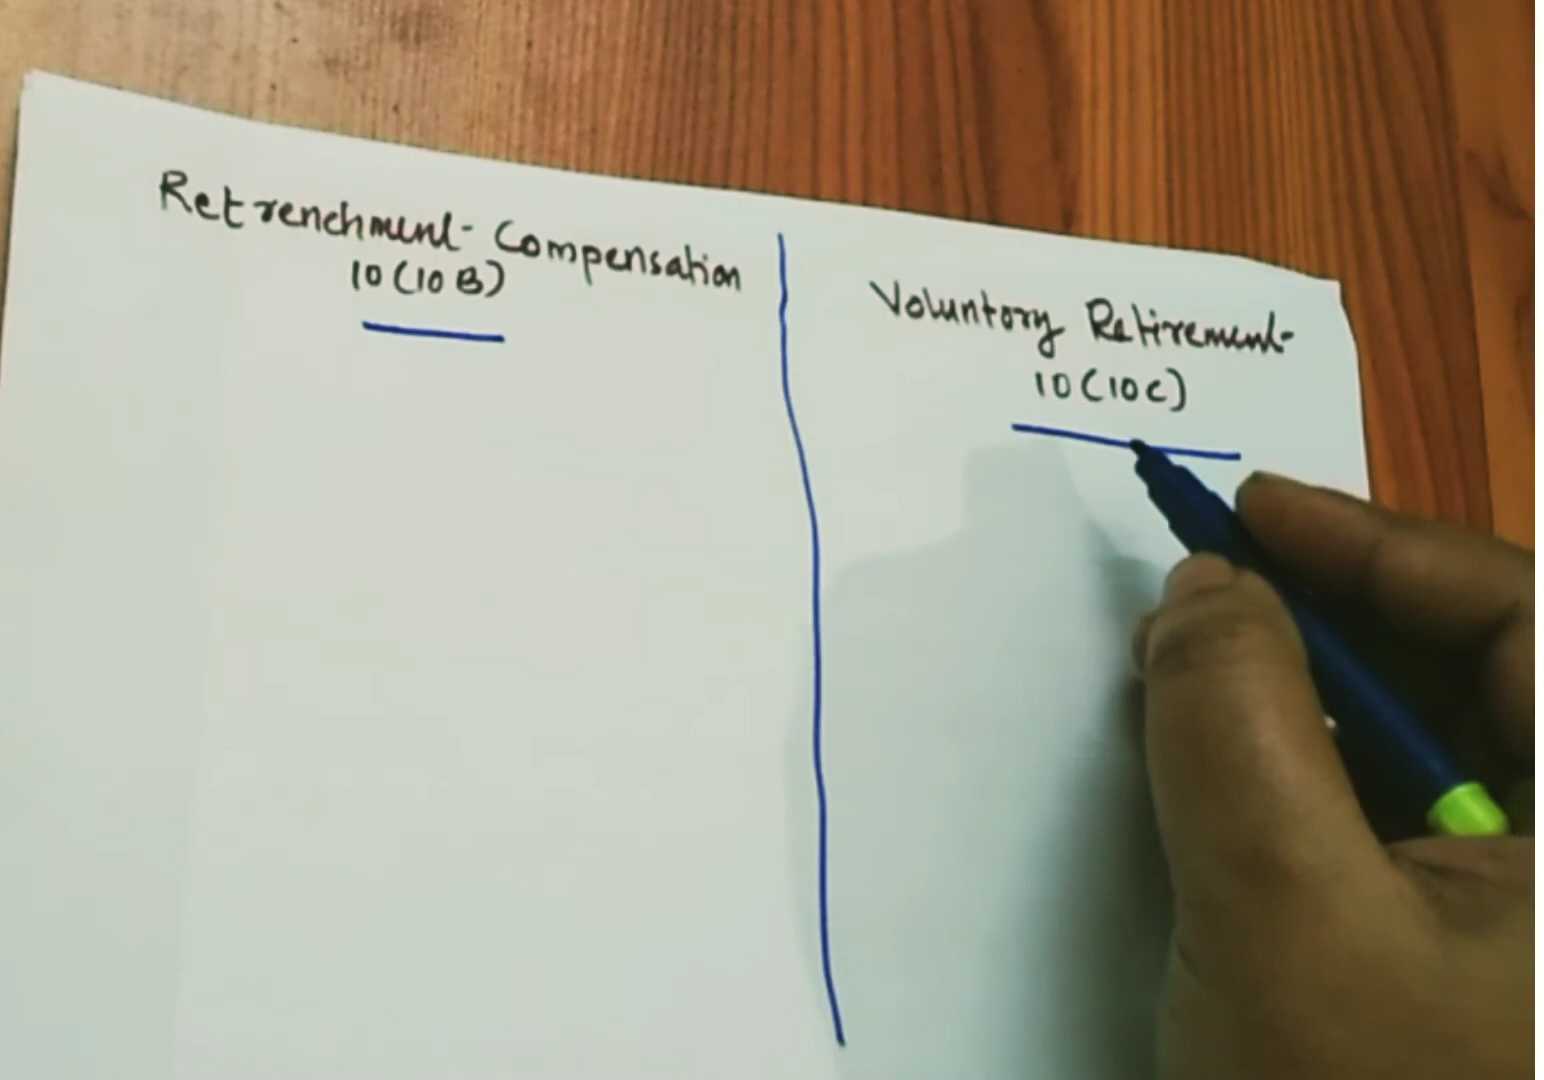 Retrenchment Compensation
10(10B)
Voluntory Retirement
10(10C)